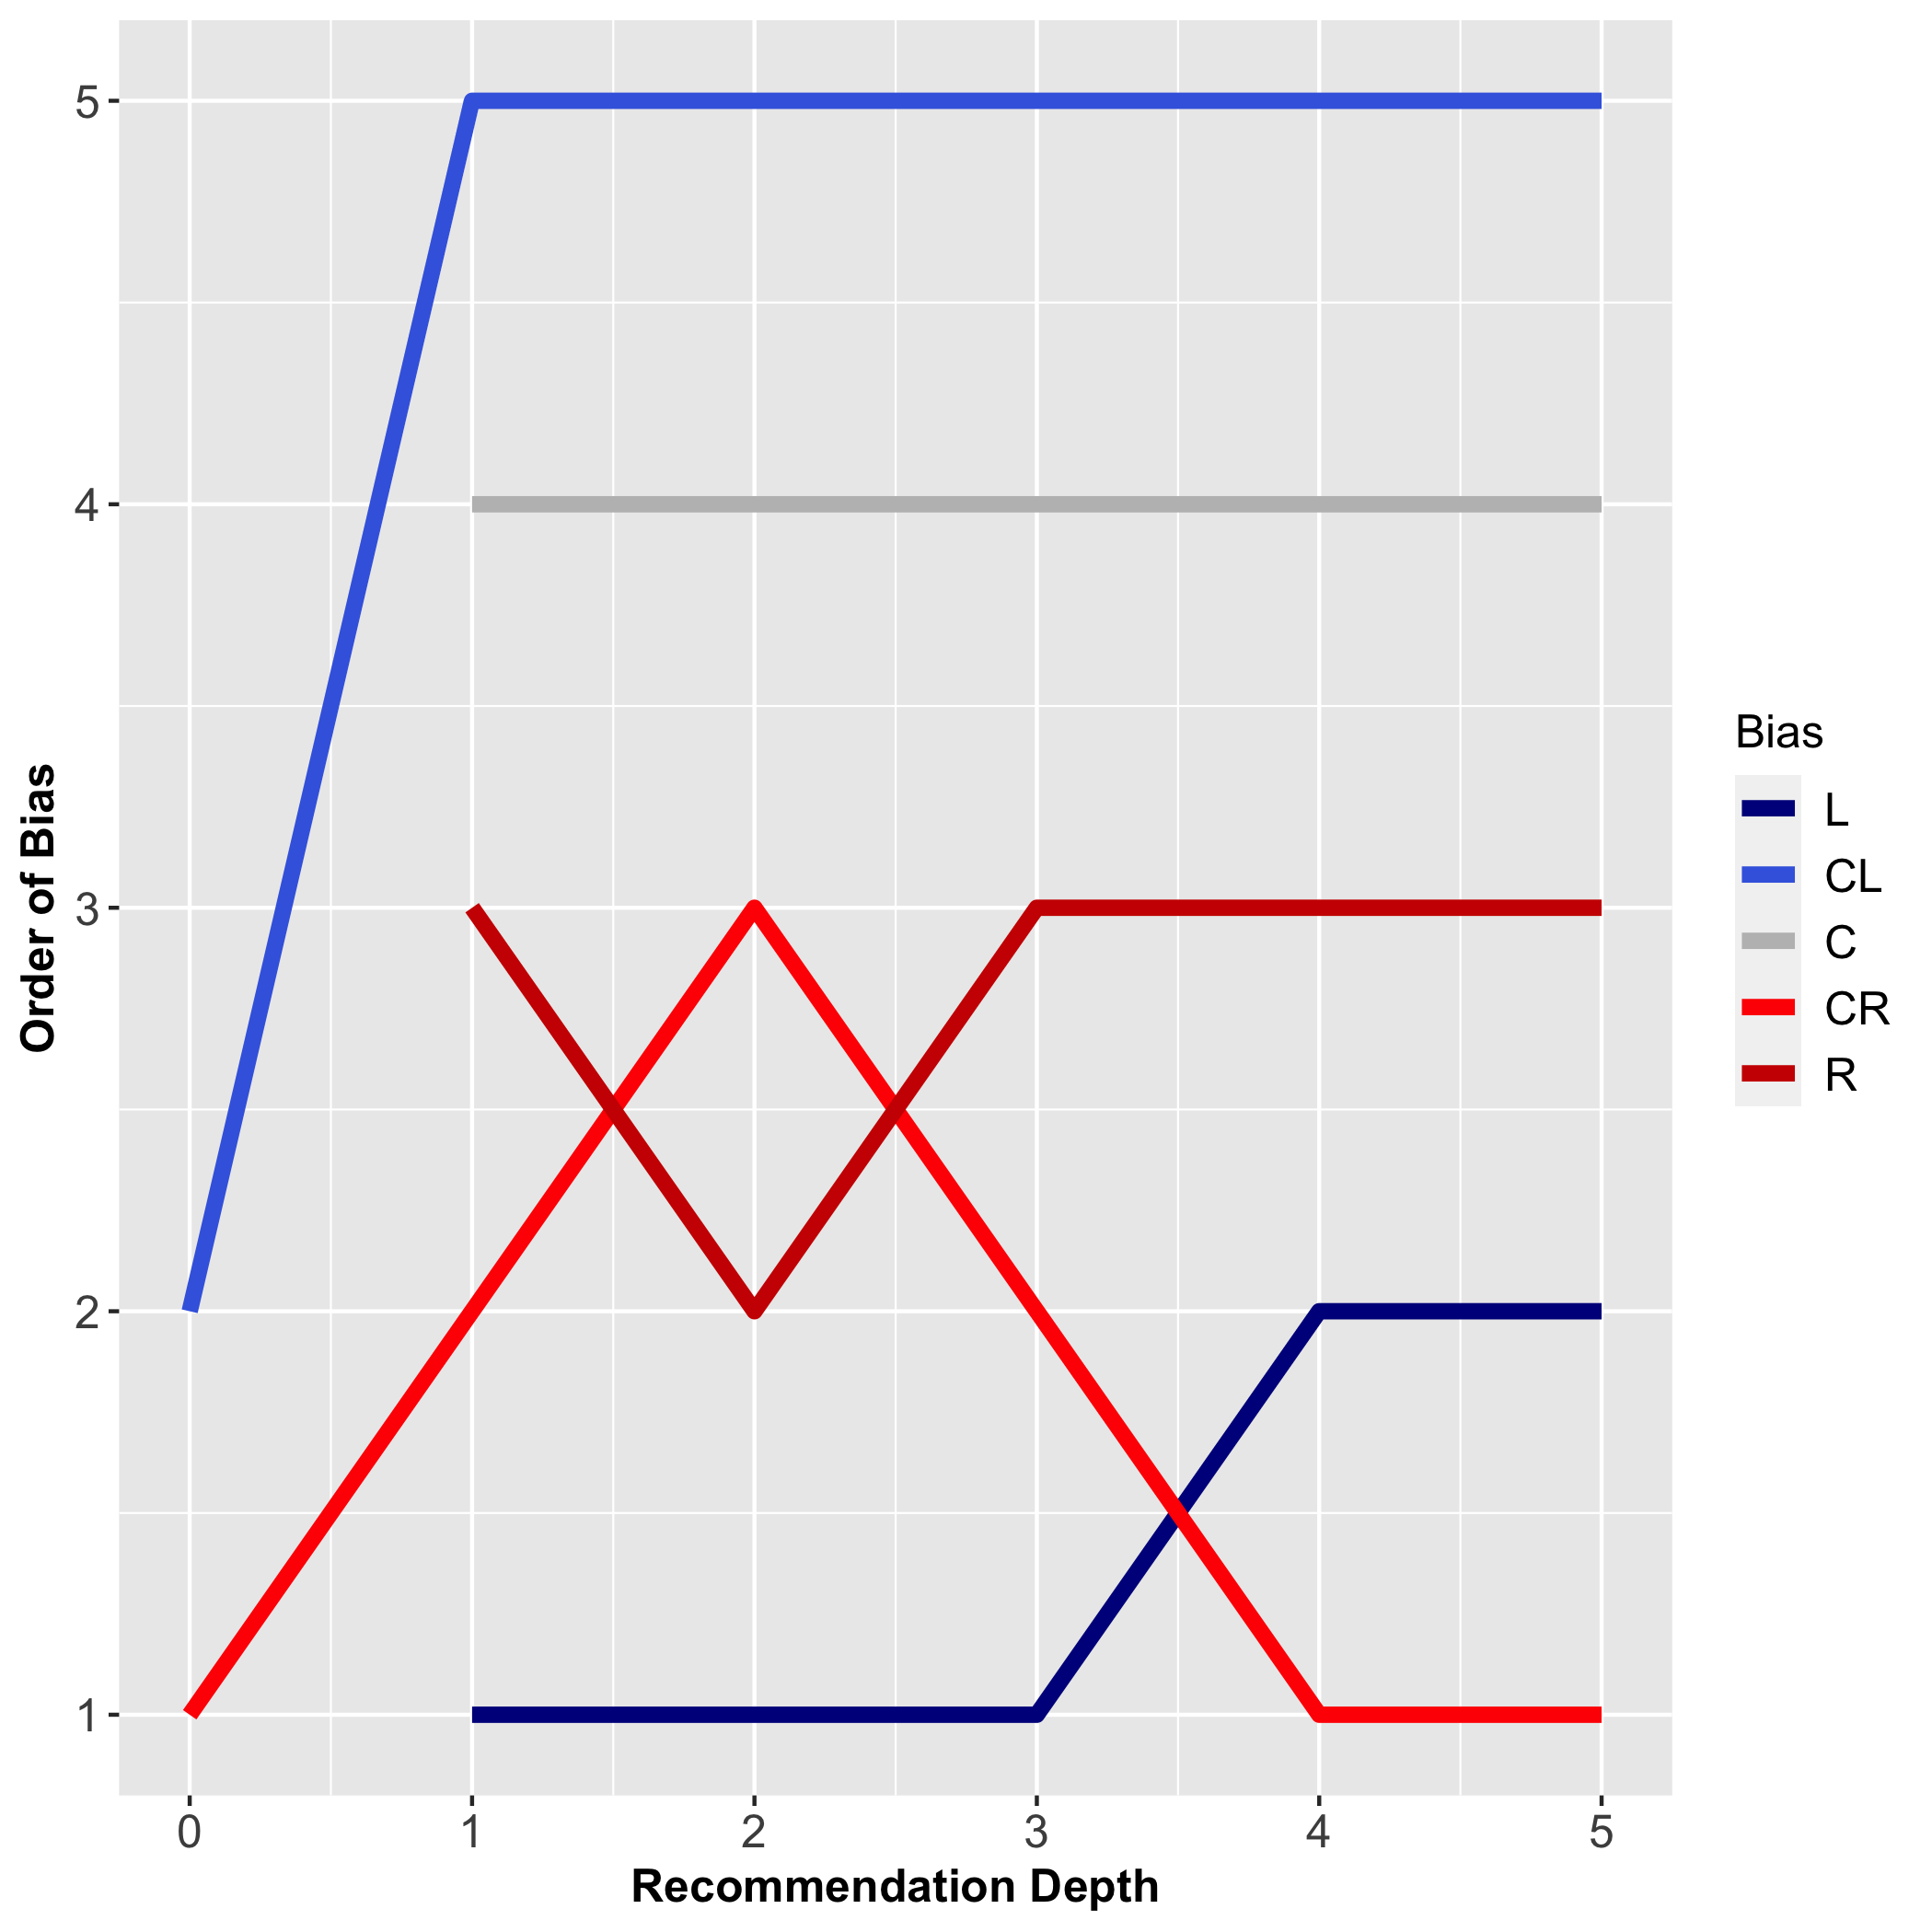 Order of Bias
5
4
3
2
1
0 1 2 3 4 5
Recommendation Depth
Bias
L
CL
C
CR
R